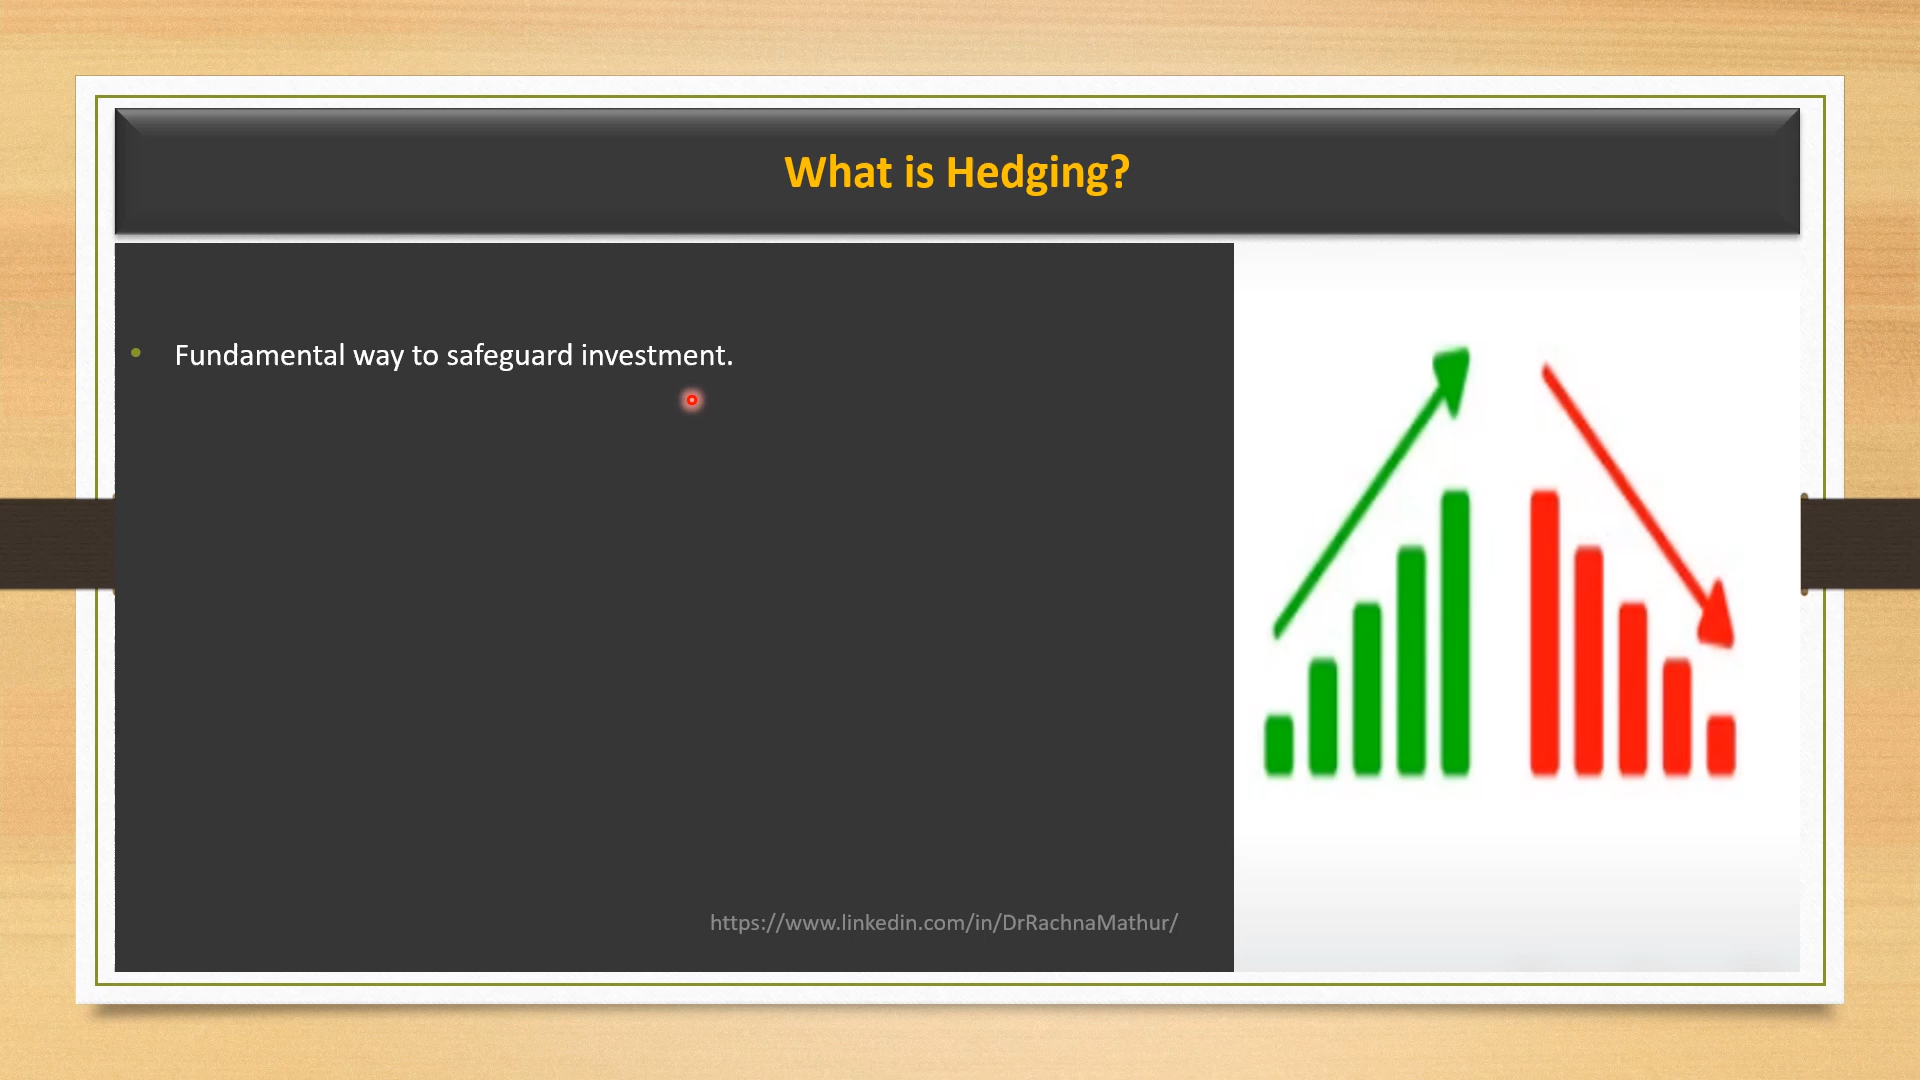 What is Hedging?
Fundamental way to safeguard investment.
https://www.linkedin.com/in/DrRachnaMathur/